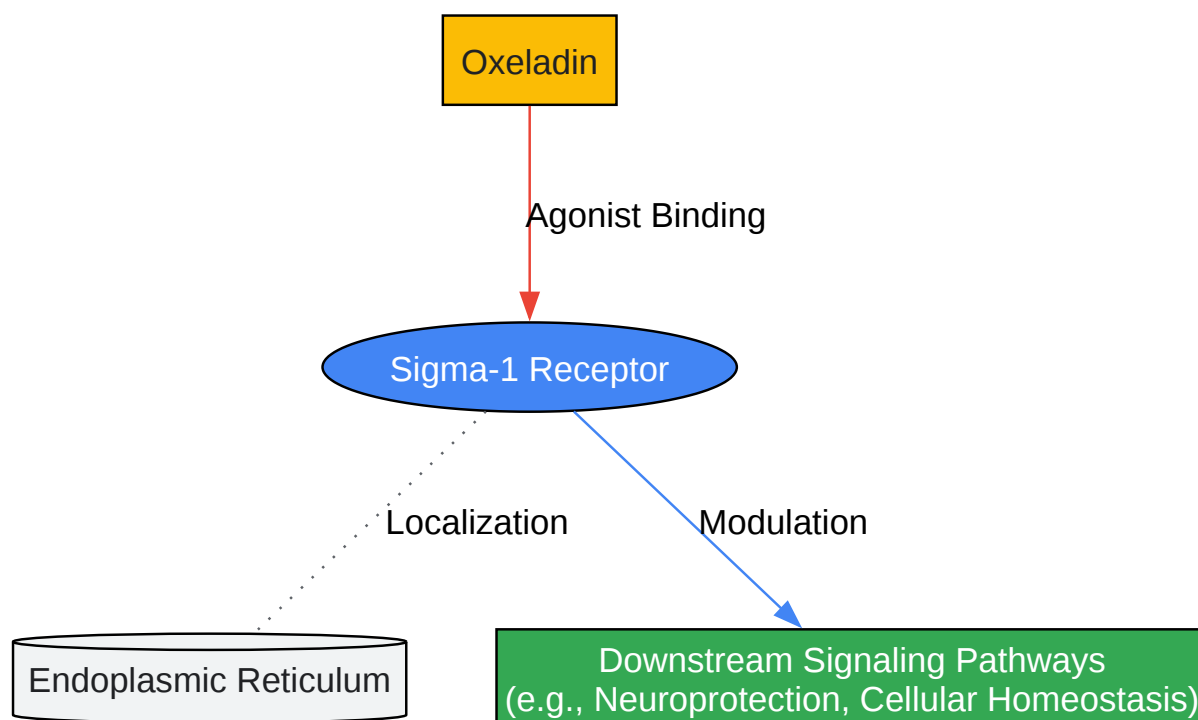 Oxeladin
Agonist Binding
Sigma-1 Receptor
Localization
Modulation
Endoplasmic Reticulum
Downstream Signaling Pathways
(e.g., Neuroprotection, Cellular Homeostasis)